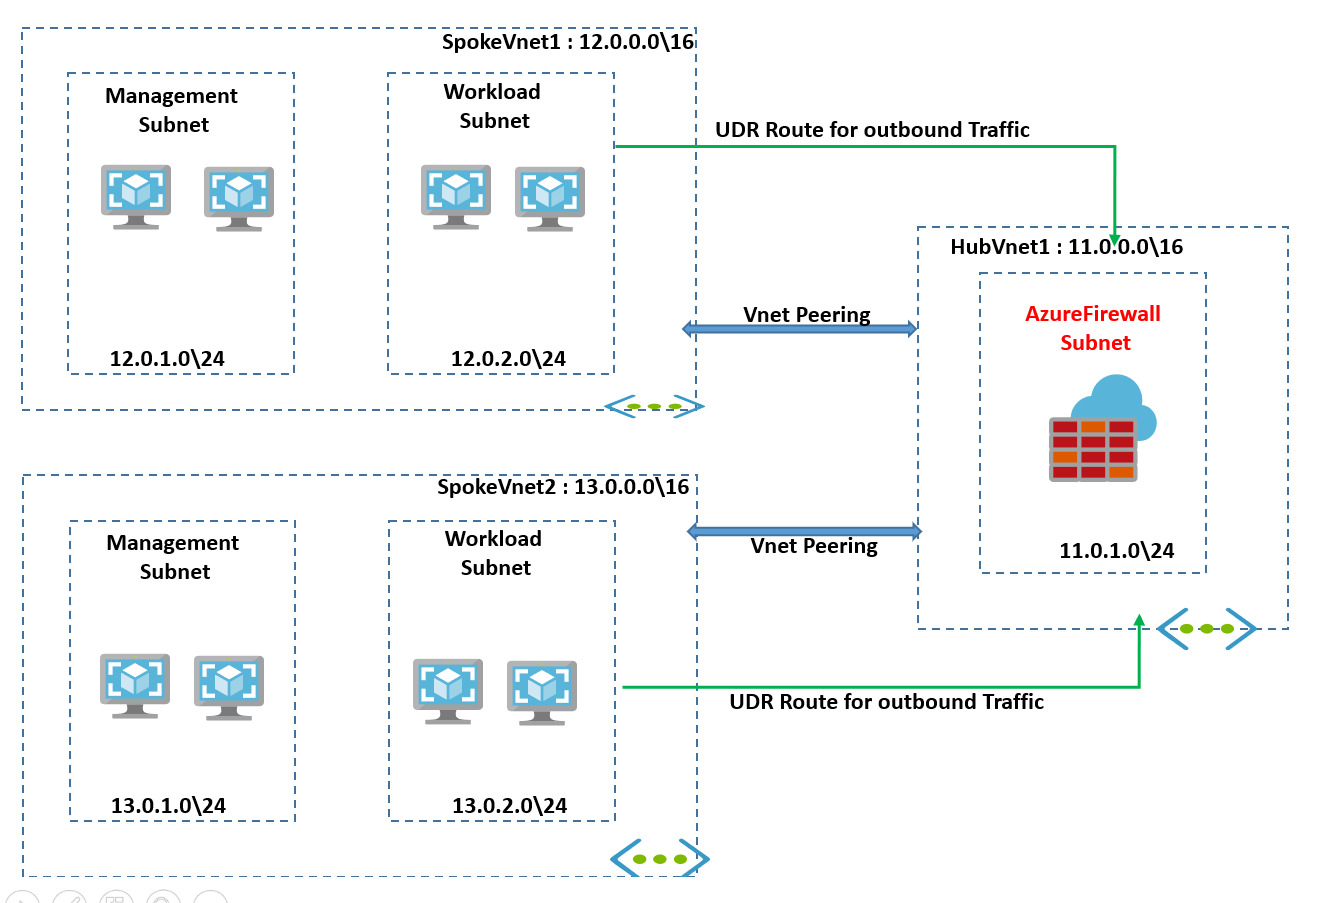 SpokeVnet1 : 12.0.0.0\16
Management
Subnet
12.0.1.0\24
Workload
Subnet
12.0.2.0\24
UDR Route for outbound Traffic
HubVnet1 : 11.0.0.0\16
AzureFirewall
Subnet
11.0.1.0\24
Vnet Peering
SpokeVnet2 : 13.0.0.0\16
Management
Subnet
13.0.1.0\24
Workload
Subnet
13.0.2.0\24
Vnet Peering
UDR Route for outbound Traffic